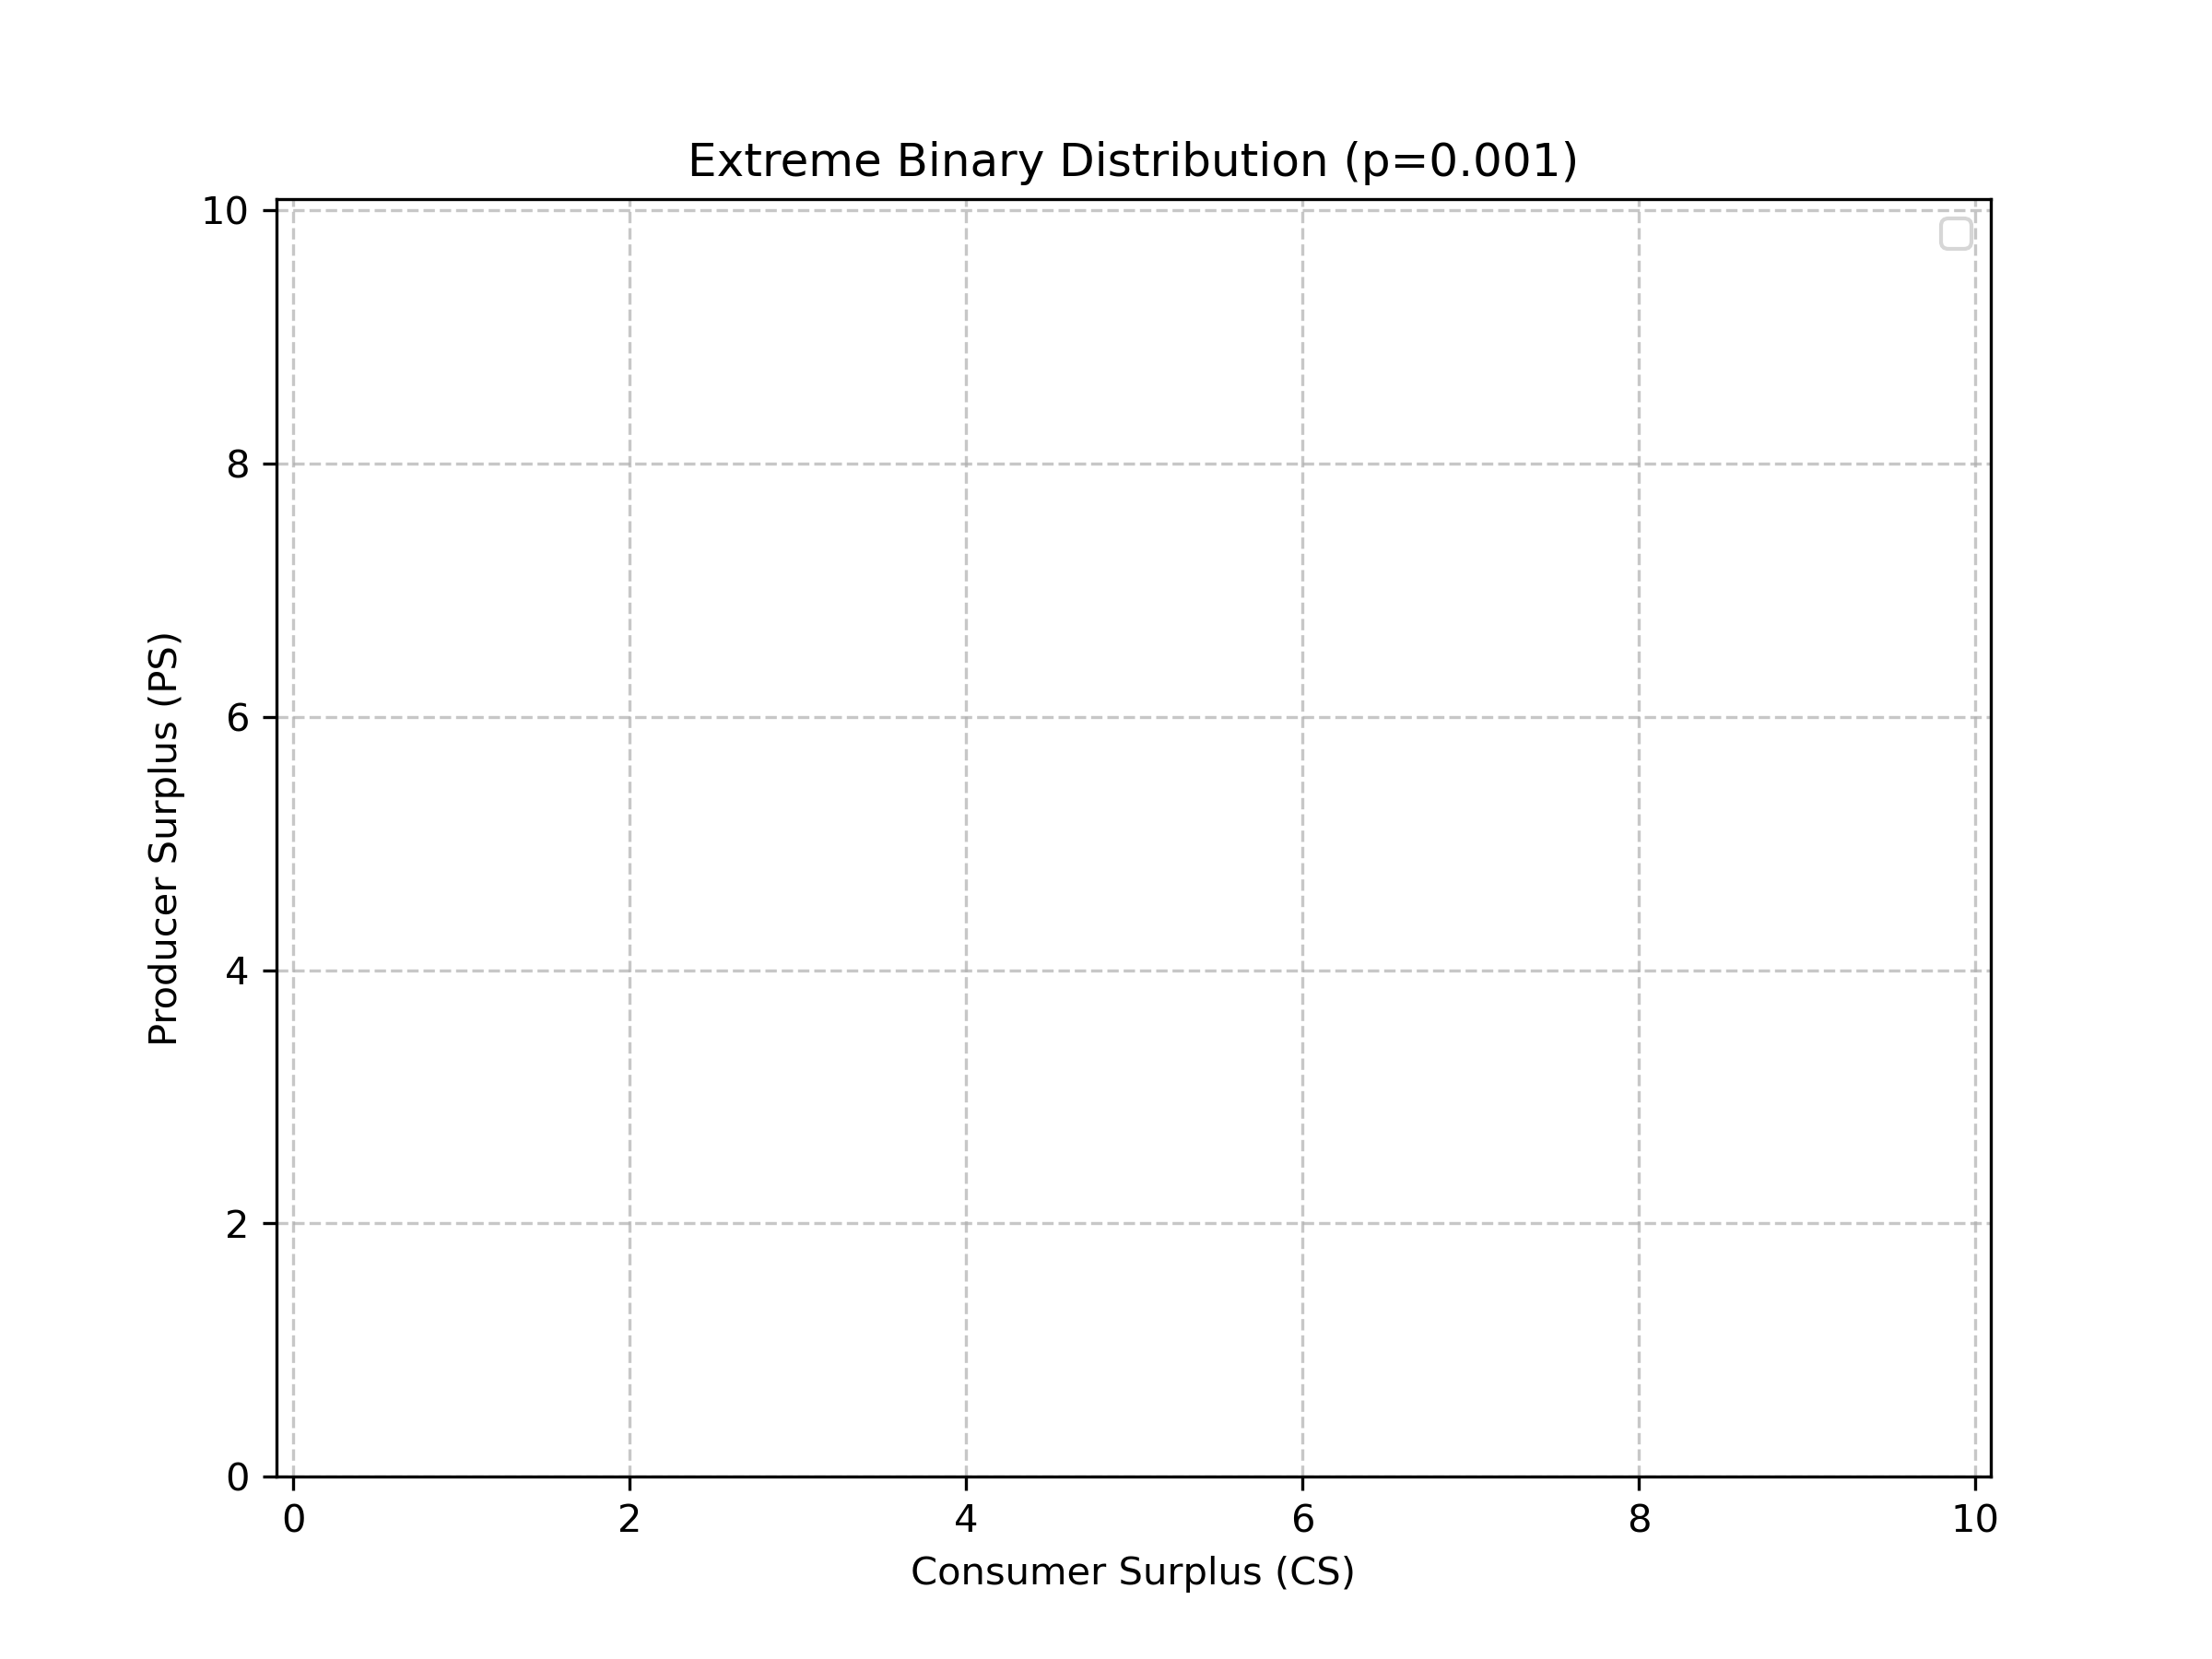 Extreme Binary Distribution (p=0.001)
10
8
6
4
2
0
Producer Surplus (PS)
0 2 4 6 8 10
Consumer Surplus (CS)